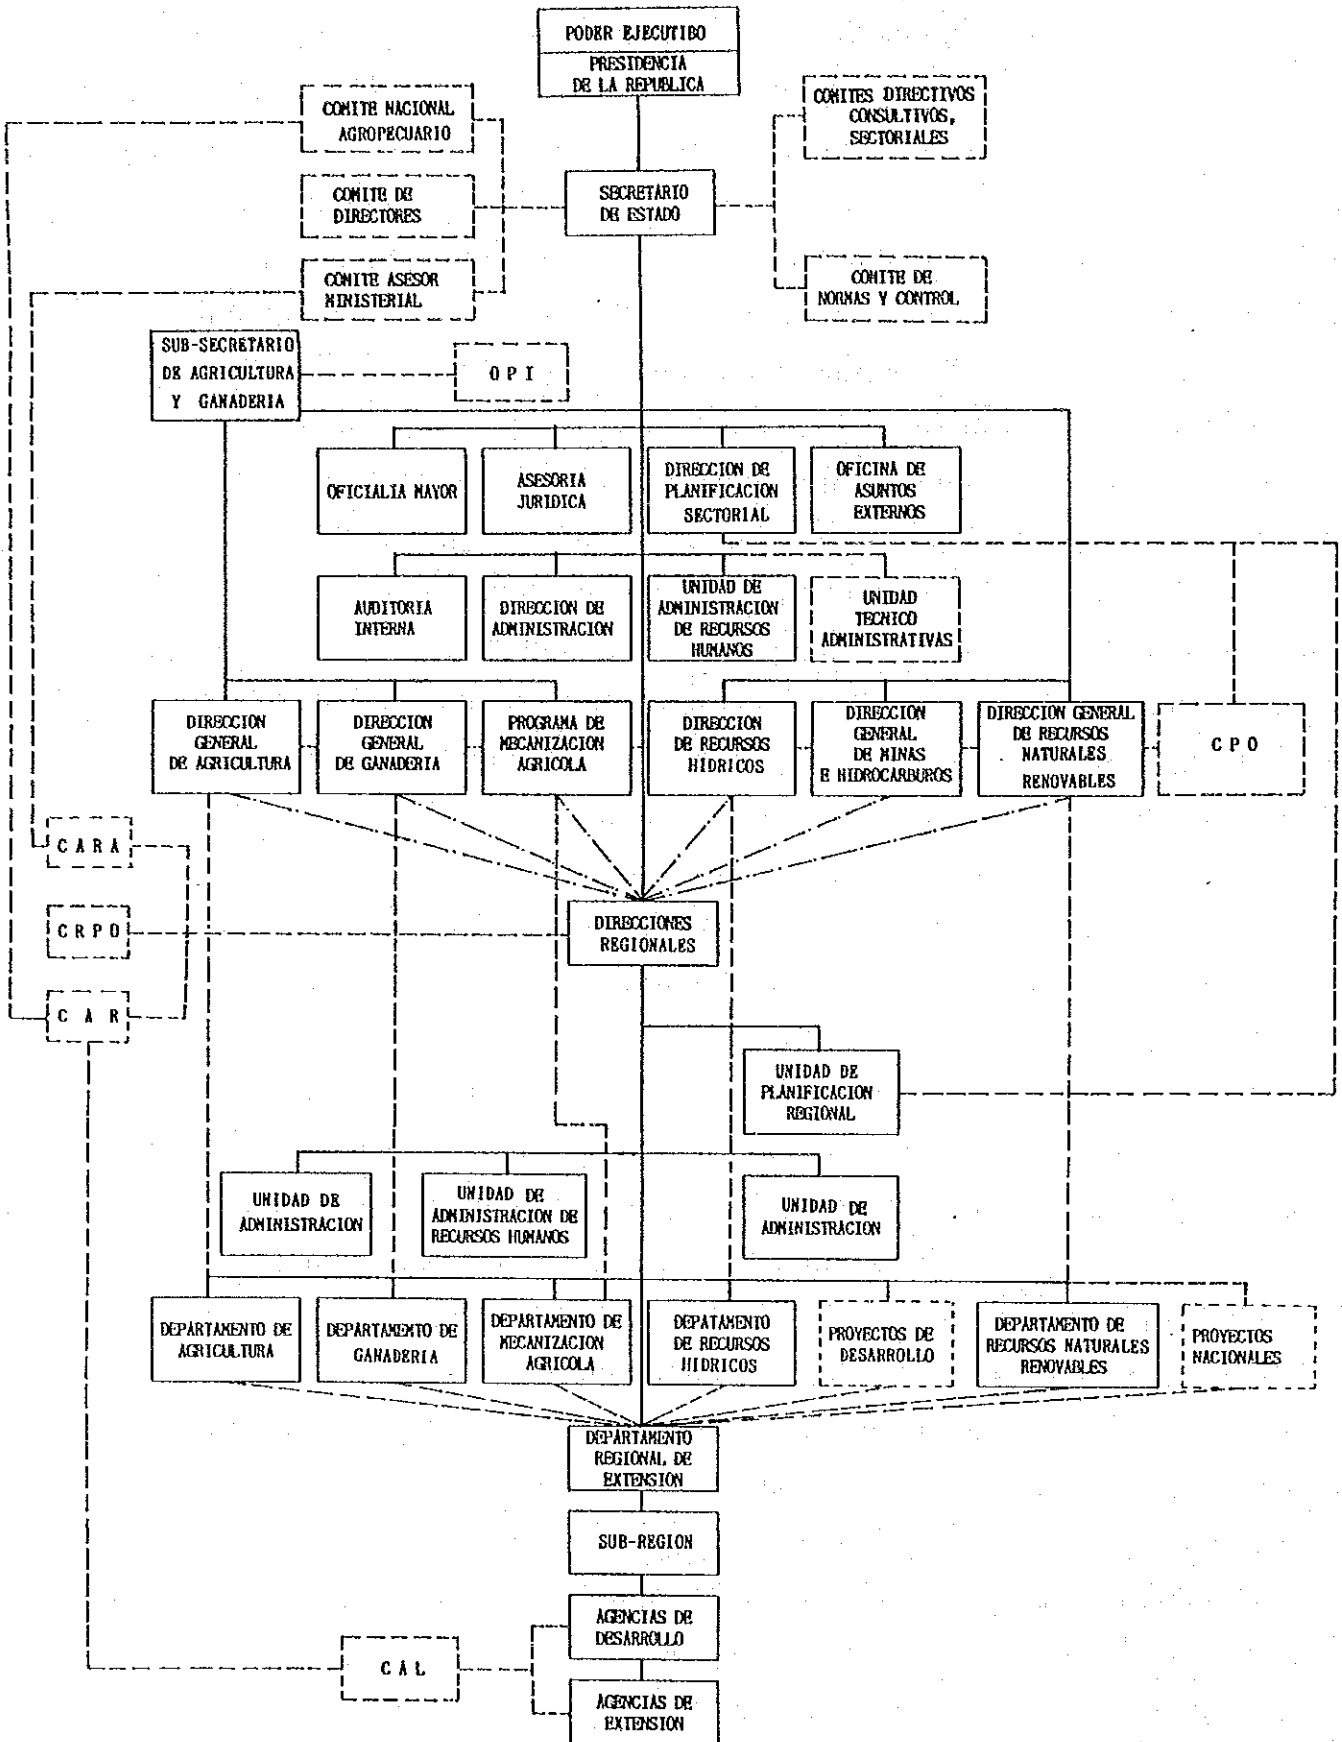 PODER EJECUTIBO
PRESIDENCIA
DE LA REPUBLICA
COMITE NACIONAL
AGROPECUARIO
COMITES DIRECTIVOS
CONSULTIVOS,
SECTORIALES
COMITE DE
DIRECTORES
SECRETARIO
DE ESTADO
COMITE ASESOR
MINISTERIAL
COMITE DE
NORMAS Y CONTROL
SUB-SECRETARIO
DE AGRICULTURA
Y GANADERIA
O P I
OFICIALIA MAYOR
ASESORIA
JURIDICA
DIRECCION DE
PLANIFICACION
SECTORIAL
OFICINA DE
ASUNTOS
EXTERNOS
AUDITORIA
INTERNA
DIRECCION DE
ADMINISTRACION
UNIDAD DE
ADMINISTRACION
DE RECURSOS
HUMANOS
UNIDAD
TECNICO
ADMINISTRATIVAS
DIRECCION
GENERAL
DE AGRICULTURA
DIRECCION
GENERAL
DE GANADERIA
PROGRAMA DE
MECANIZACION
AGRICOLA
DIRECCION
DE RECURSOS
HIDRICOS
DIRECCION
GENERAL
DE MINAS
E HIDROCARBUROS
DIRECCION GENERAL
DE RECURSOS
NATURALES
RENOVABLES
C P O
C A R A
C R P O
C A R
DIRECCIONES
REGIONALES
UNIDAD DE
PLANIFICACION
REGIONAL
UNIDAD DE
ADMINISTRACION
UNIDAD DE
ADMINISTRACION DE
RECURSOS HUMANOS
UNIDAD DE
ADMINISTRACION
DEPARTAMENTO DE
AGRICULTURA
DEPARTAMENTO DE
GANADERIA
DEPARTAMENTO DE
MECANIZACION
AGRICOLA
DEPATAMENTO
DE RECURSOS
HIDRICOS
PROYECTOS DE
DESARROLLO
DEPARTAMENTO DE
RECURSOS NATURALES
RENOVABLES
PROYECTOS
NACIONALES
DEPARTAMENTO
REGIONAL DE
EXTENSION
SUB-REGION
AGENCIAS DE
DESARROLLO
C A L
AGENCIAS DE
EXTENSION